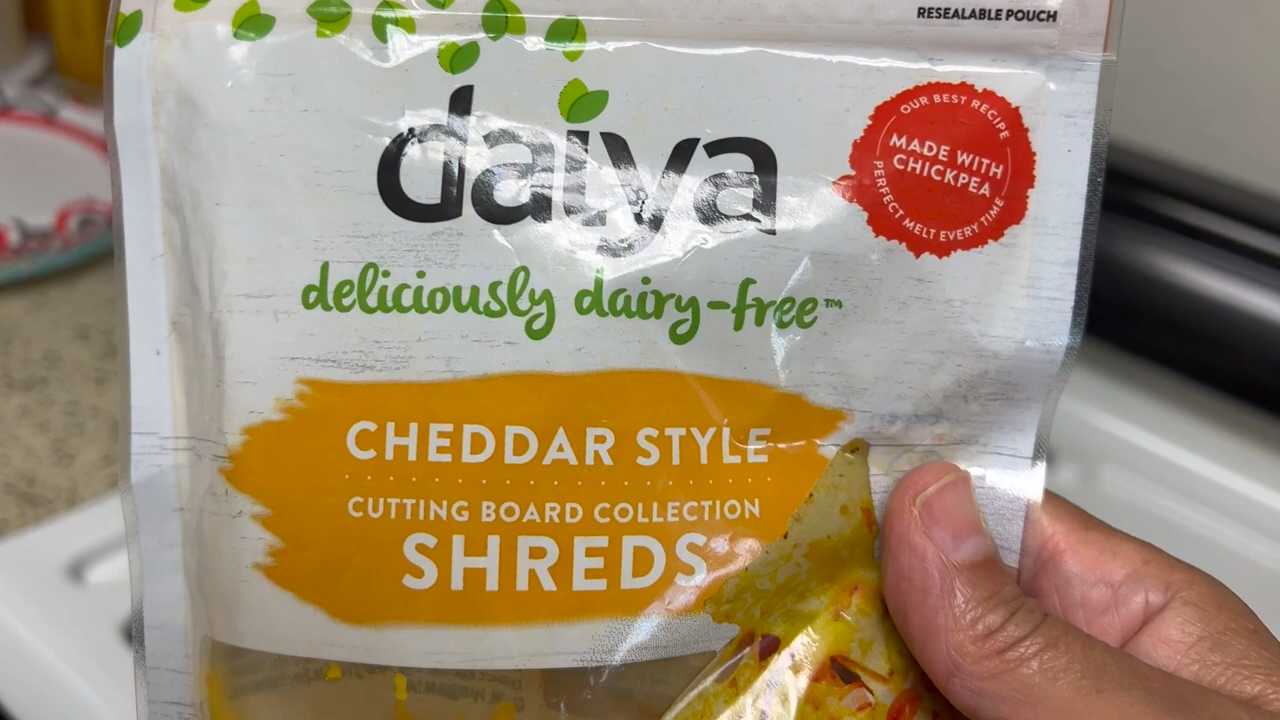 RESEALABLE POUCH
daiya
OUR BEST RECIPE
MADE WITH
CHICKPEA
PERFECT MELT EVERY TIME
deliciously dairy-free™
CHEDDAR STYLE
CUTTING BOARD COLLECTION
SHREDS